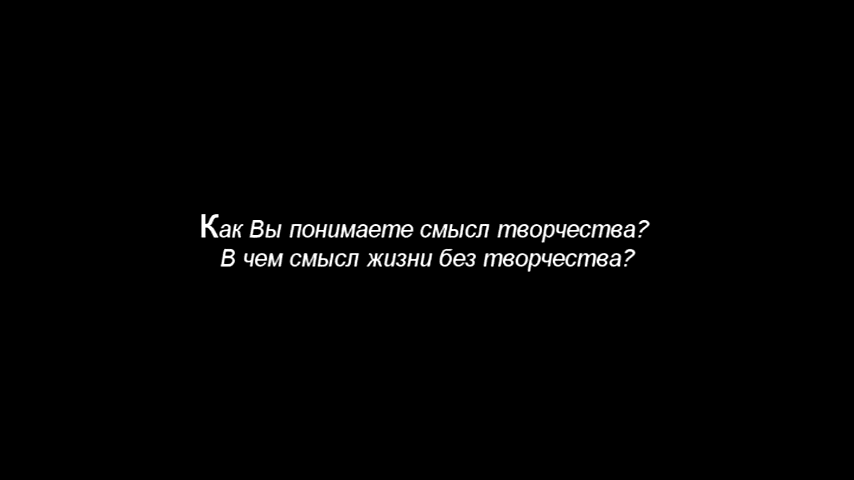 Как Вы понимаете смысл творчества?
В чем смысл жизни без творчества?